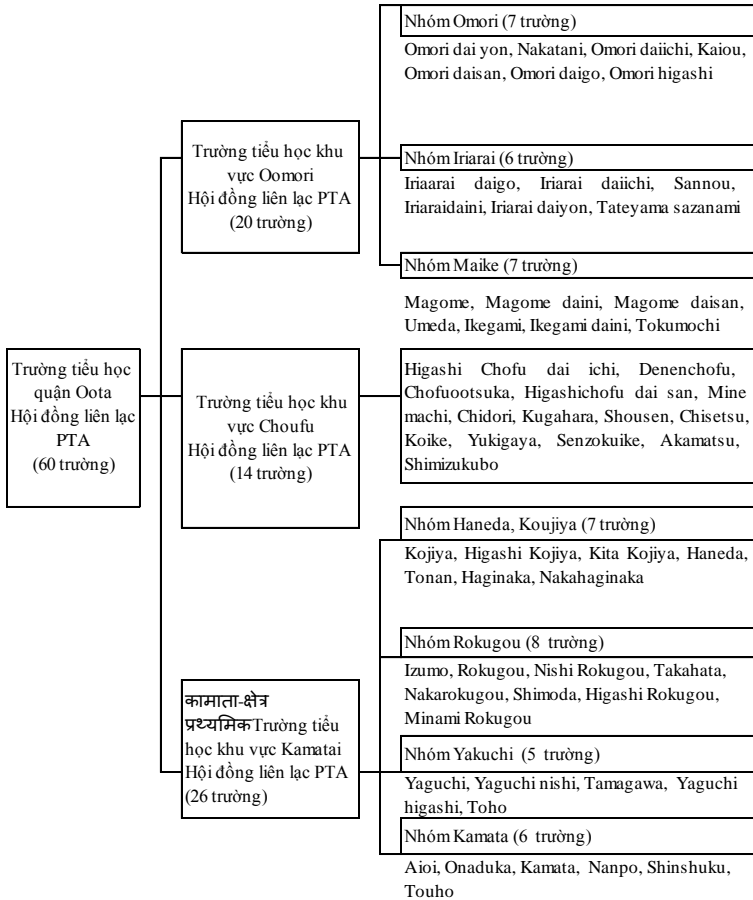 Trường tiểu học
quận Oota
Hội đồng liên lạc
PTA
(60 trường)
Trường tiểu học khu
vực Oomori
Hội đồng liên lạc PTA
(20 trường)
Nhóm Omori (7 trường)
Omori dai yon, Nakatani, Omori daiichi, Kaiou,
Omori daisan, Omori daigo, Omori higashi
Nhóm Iriarai (6 trường)
Iriaarai daigo, Iriarai daiichi, Sannou,
Iriaraidaini, Iriarai daiyon, Tateyama sazanami
Nhóm Maike (7 trường)
Magome, Magome daini, Magome daisan,
Umeda, Ikegami, Ikegami daini, Tokumochi
Trường tiểu học khu
vực Choufu
Hội đồng liên lạc PTA
(14 trường)
Higashi Chofu dai ichi, Denenchofu,
Chofuootsuka, Higashichofu dai san, Mine
machi, Chidori, Kugahara, Shousen, Chisetsu,
Koike, Yukigaya, Senzokuike, Akamatsu,
Shimizukubo
कामाता-क्षेत्र
प्रथ्यमिकTrường tiểu
học khu vực Kamatai
Hội đồng liên lạc PTA
(26 trường)
Nhóm Haneda, Koujiya (7 trường)
Kojiya, Higashi Kojiya, Kita Kojiya, Haneda,
Tonan, Haginaka, Nakahaginaka
Nhóm Rokugou (8 trường)
Izumo, Rokugou, Nishi Rokugou, Takahata,
Nakarokugou, Shimoda, Higashi Rokugou,
Minami Rokugou
Nhóm Yakuchi (5 trường)
Yaguchi, Yaguchi nishi, Tamagawa, Yaguchi
higashi, Toho
Nhóm Kamata (6 trường)
Aioi, Onaduka, Kamata, Nanpo, Shinshuku,
Touho